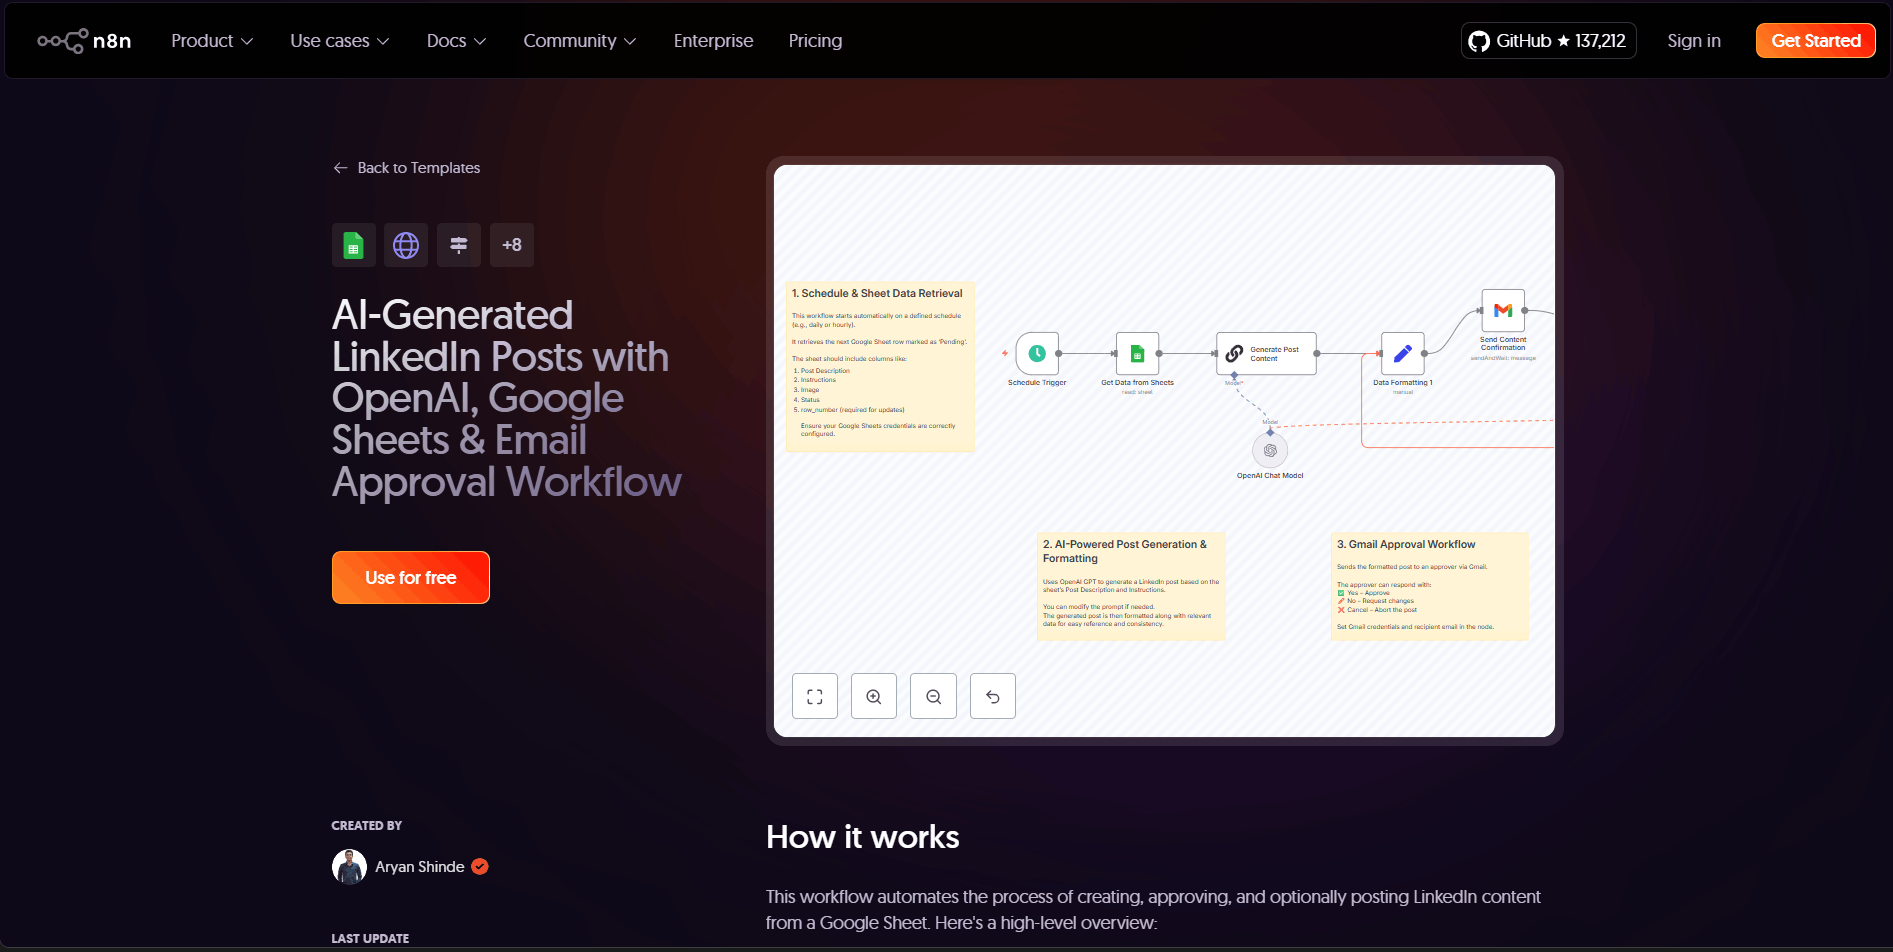 n8n
Product
Use cases
Docs
Community
Enterprise
Pricing
GitHub ★ 137,212
Sign in
Get Started
Back to Templates
+8
AI-Generated
LinkedIn Posts with
OpenAI, Google
Sheets & Email
Approval Workflow
Use for free
1. Schedule & Sheet Data Retrieval
This workflow starts automatically on a defined schedule
(e.g., daily or hourly).
It retrieves the next Google Sheet row marked as 'Pending'.
The sheet should include columns like:
1. Post Description
2. Instructions
3. Image
4. Status
5. row_number (required for updates)
Ensure your Google Sheets credentials are correctly
configured.
Schedule Trigger
Get Data from Sheets
read: sheet
Generate Post
Content
Model*
Model
OpenAI Chat Model
Data Formatting 1
manual
Send Content
Confirmation
sendAndWait: message
2. AI-Powered Post Generation &
Formatting
Uses OpenAI GPT to generate a LinkedIn post based on the
sheet's Post Description and Instructions.
You can modify the prompt if needed.
The generated post is then formatted along with relevant
data for easy reference and consistency.
3. Gmail Approval Workflow
Sends the formatted post to an approver via Gmail.
The approver can respond with:
✅ Yes – Approve
No – Request changes
❌ Cancel – Abort the post
Set Gmail credentials and recipient email in the node.
CREATED BY
Aryan Shinde
LAST UPDATE
How it works
This workflow automates the process of creating, approving, and optionally posting LinkedIn content
from a Google Sheet. Here's a high-level overview: